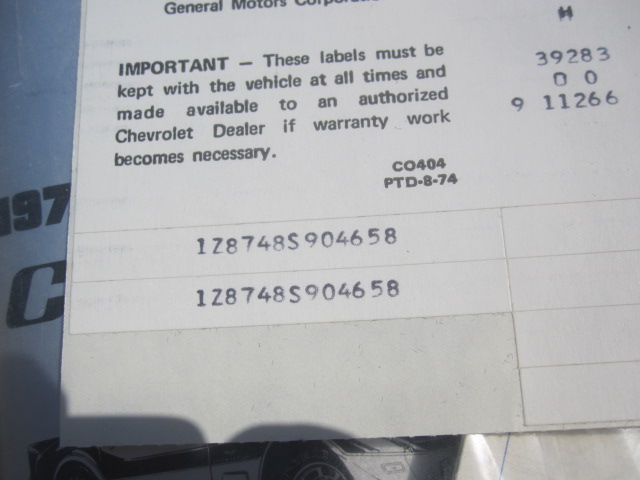 General Motors
H
IMPORTANT — These labels must be
kept with the vehicle at all times and
made available to an authorized
Chevrolet Dealer if warranty work
becomes necessary.
39283
0 0
9 11266
CO404
PTD-8-74
197
C
1Z8748S904658
1Z8748S904658